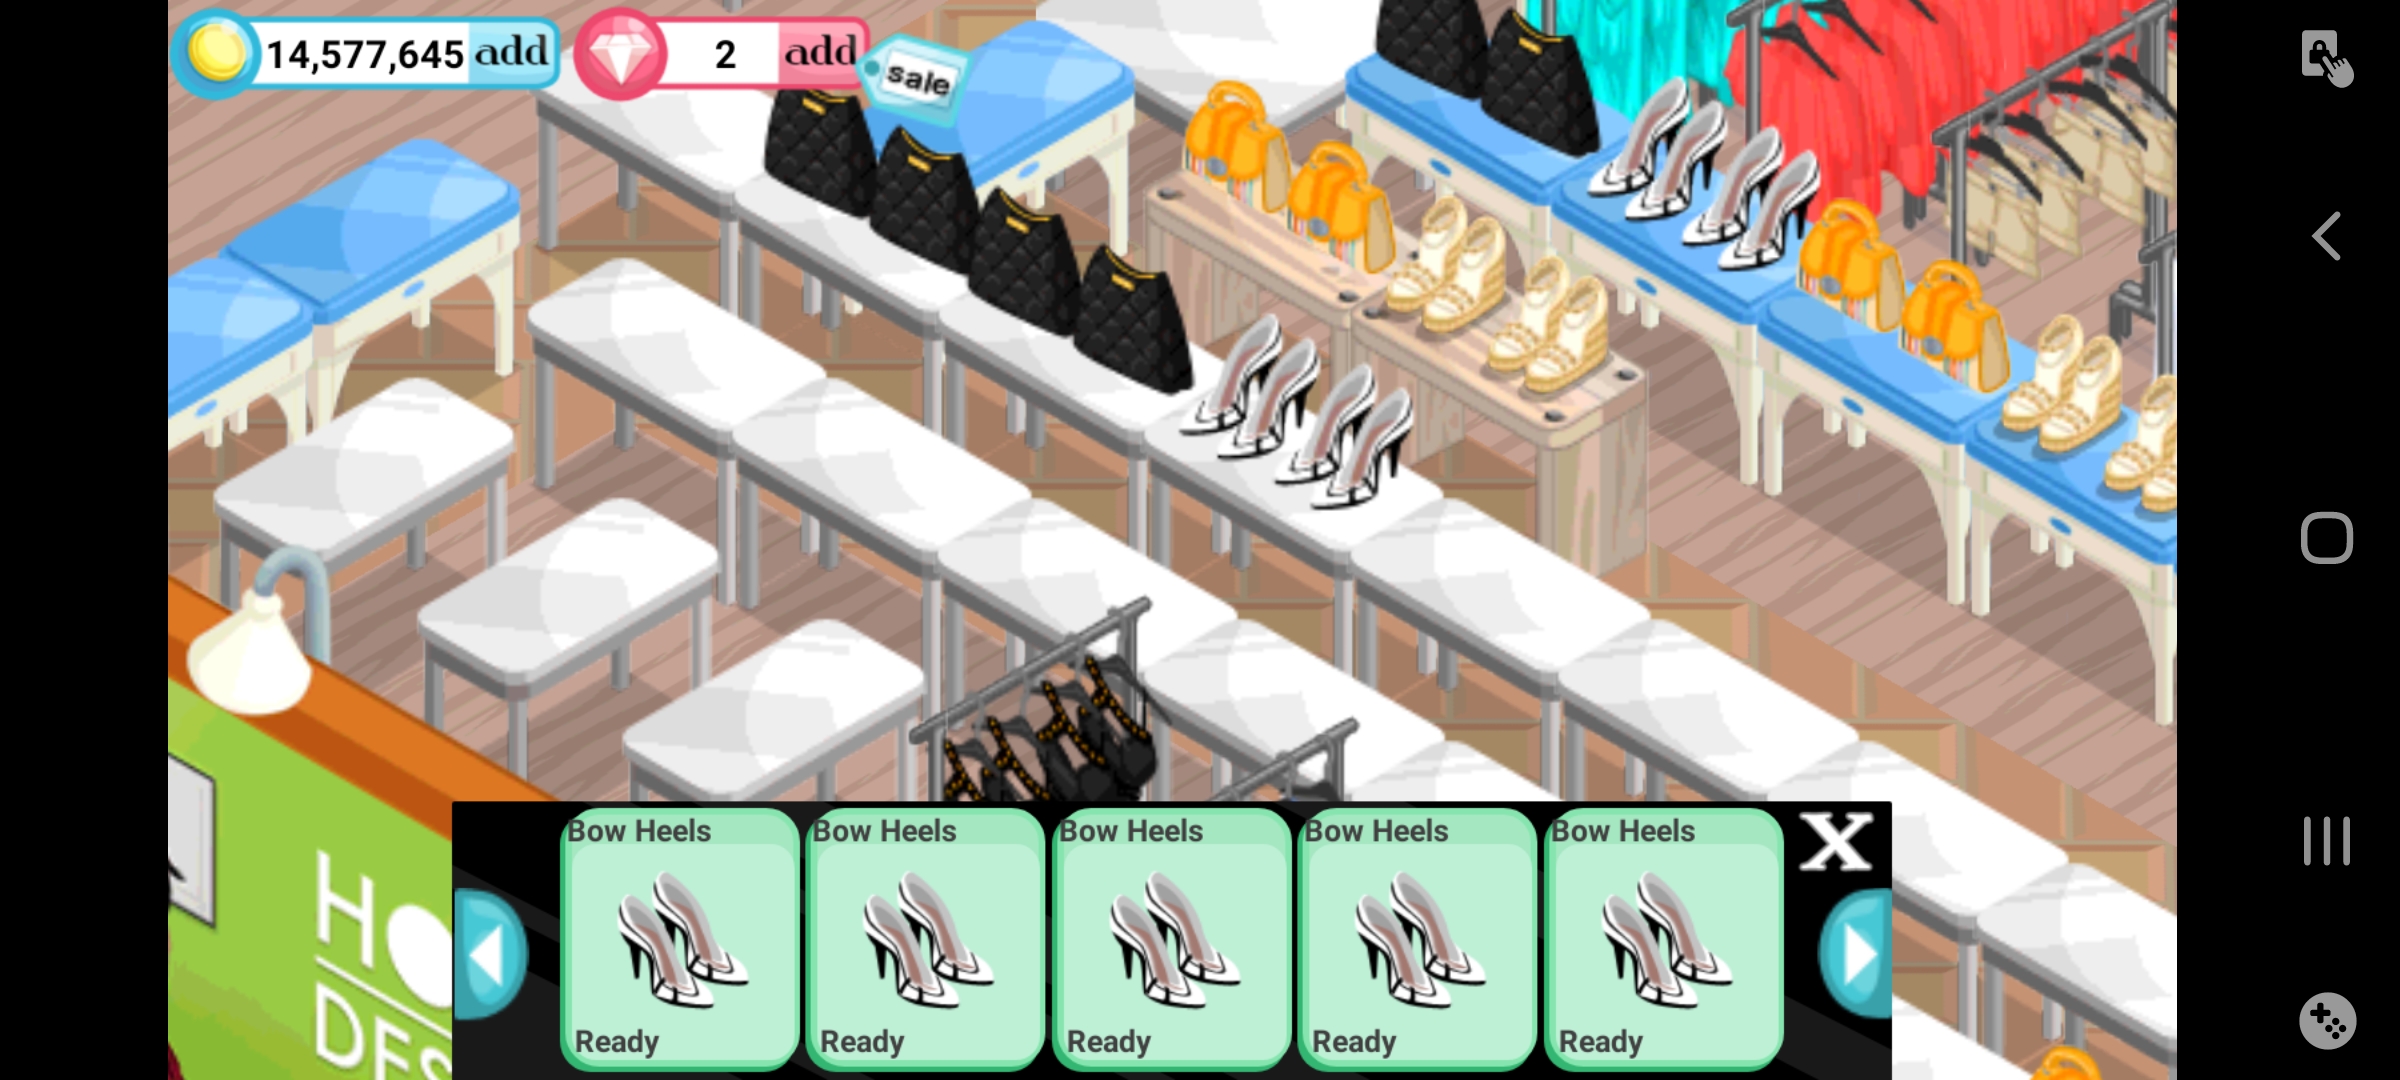 14,577,645 add 2 add
sale
Bow Heels Bow Heels Bow Heels Bow Heels Bow Heels X
Ready Ready Ready Ready Ready